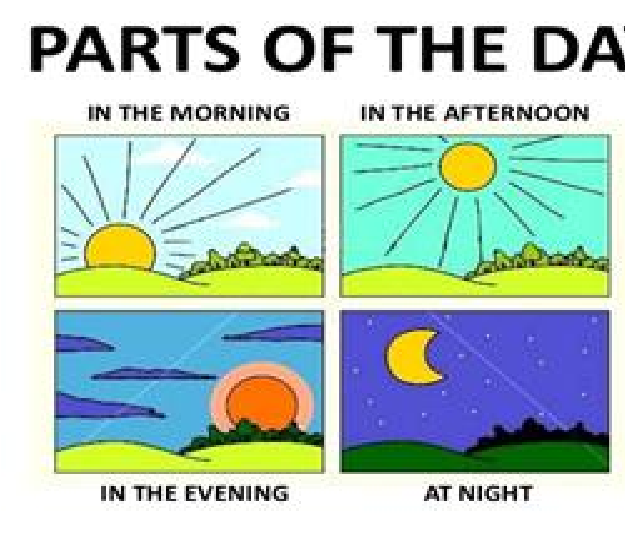 PARTS OF THE DA
IN THE MORNING
IN THE AFTERNOON
IN THE EVENING
AT NIGHT